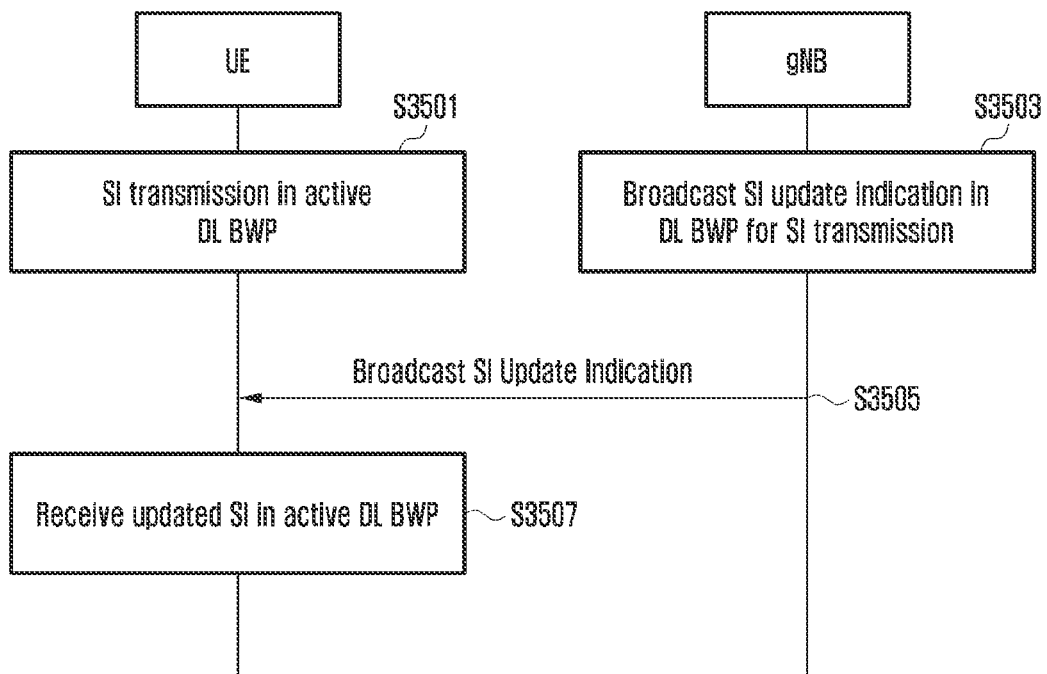 UE
gNB
S3501
S3503
SI transmission in active
DL BWP
Broadcast SI update indication in
DL BWP for SI transmission
Broadcast SI Update Indication
S3505
Receive updated SI in active DL BWP
S3507